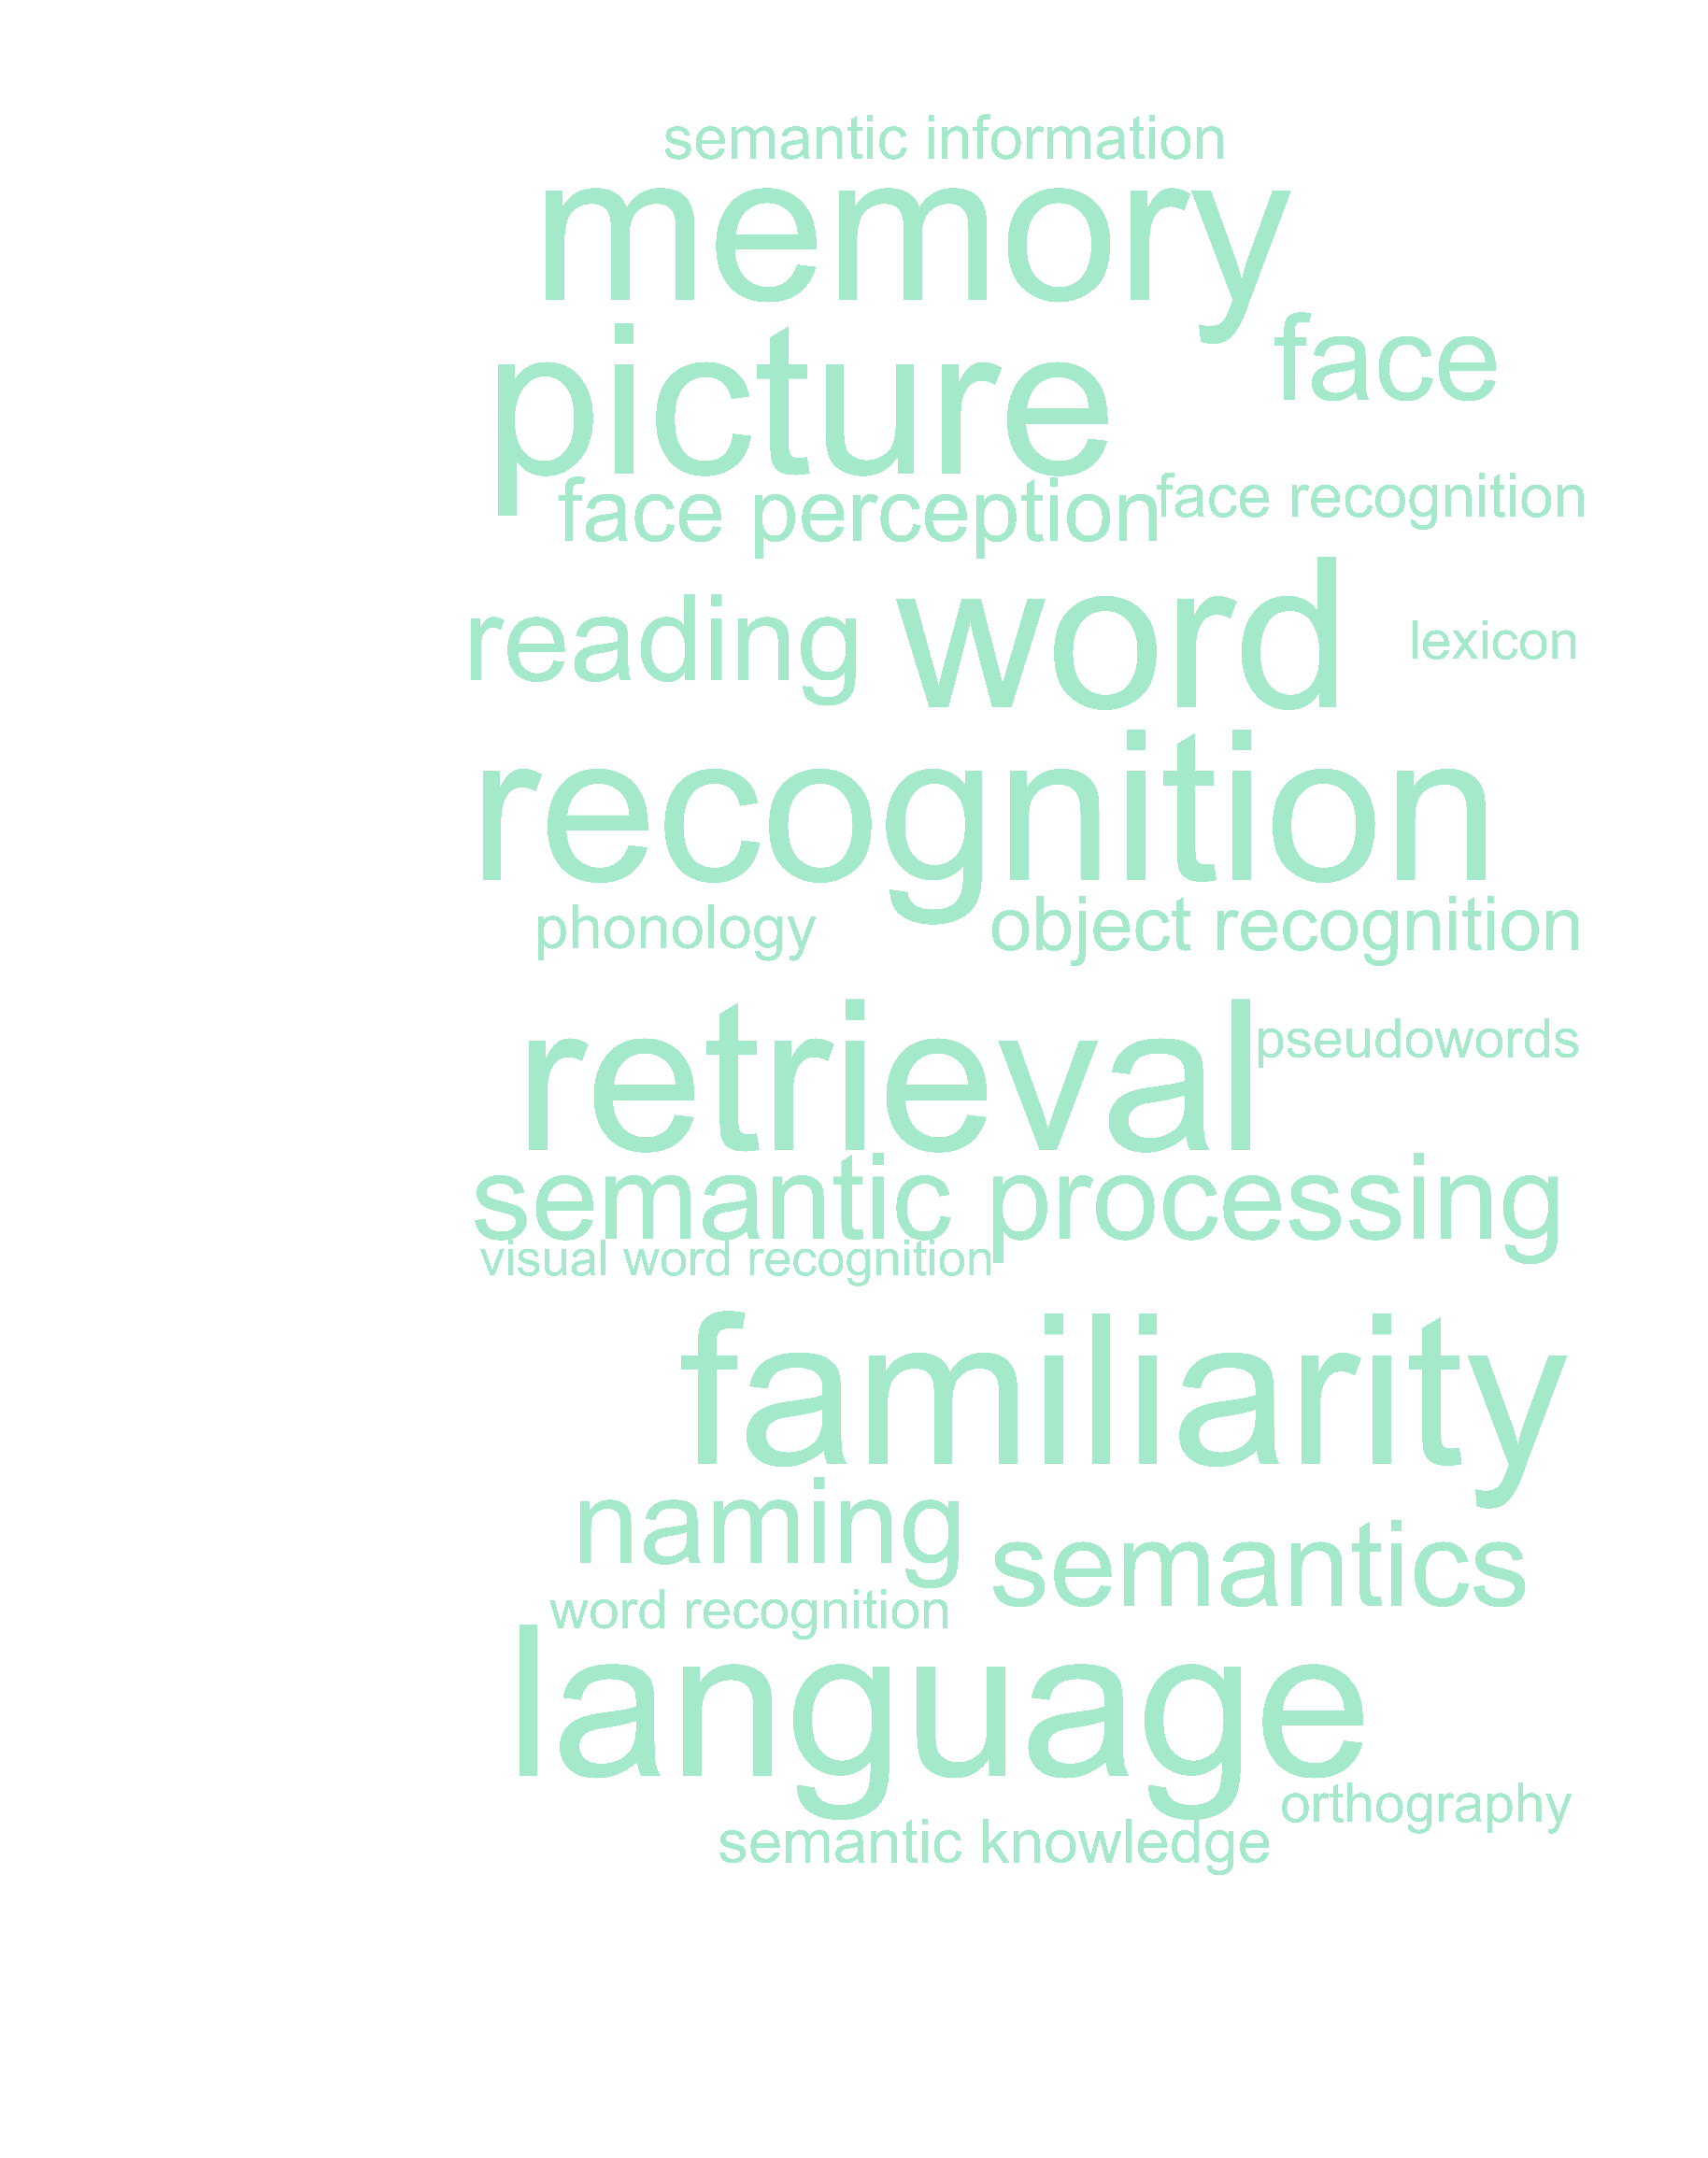 semantic information
memory
picture
face
face perception
face recognition
reading
word
lexicon
recognition
phonology
object recognition
retrieval
pseudowords
semantic processing
visual word recognition
familiarity
naming
semantics
word recognition
language
orthography
semantic knowledge